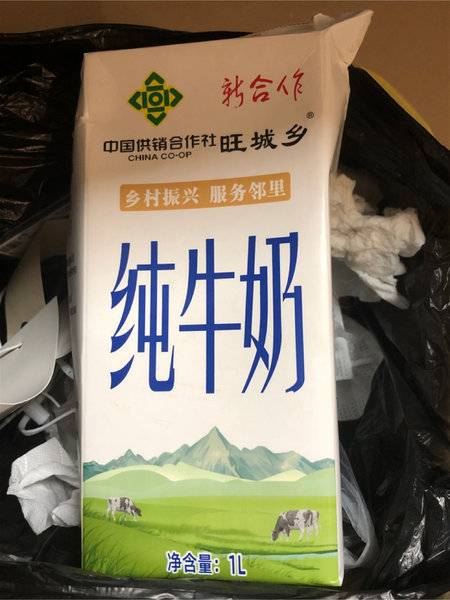 新合作
中国供销合作社 旺城乡®
CHINA CO-OP
乡村振兴 服务邻里
纯牛奶
净含量：1L